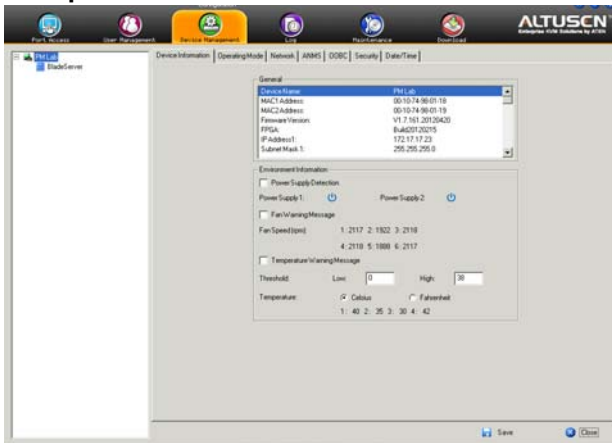 Port Access User Management Device Management Log Maintenance Download
ALTUSCN
Enterprise KVM Solutions by ATEN
PM Lab
BladeServer
Device Information Operating Mode Network ANMS OOBC Security Date/Time
General
Device Name: PM Lab
MAC1 Address: 00-10-74-98-01-18
MAC2 Address: 00-10-74-98-01-19
Firmware Version: V1.7.161.20120420
FPGA: Build20120215
IP Address1: 172.17.17.23
Subnet Mask 1: 255.255.255.0
Environment Information
Power Supply Detection
Power Supply 1: Power Supply 2
Fan Warning Message
Fan Speed(rpm): 1 : 2117 2: 1922 3: 2118
4: 2118 5: 1888 6: 2117
Temperature Warning Message
Threshold: Low: 0 High: 38
Temperature: Celsius Fahrenheit
1 : 40 2: 35 3: 30 4: 42
Save Close